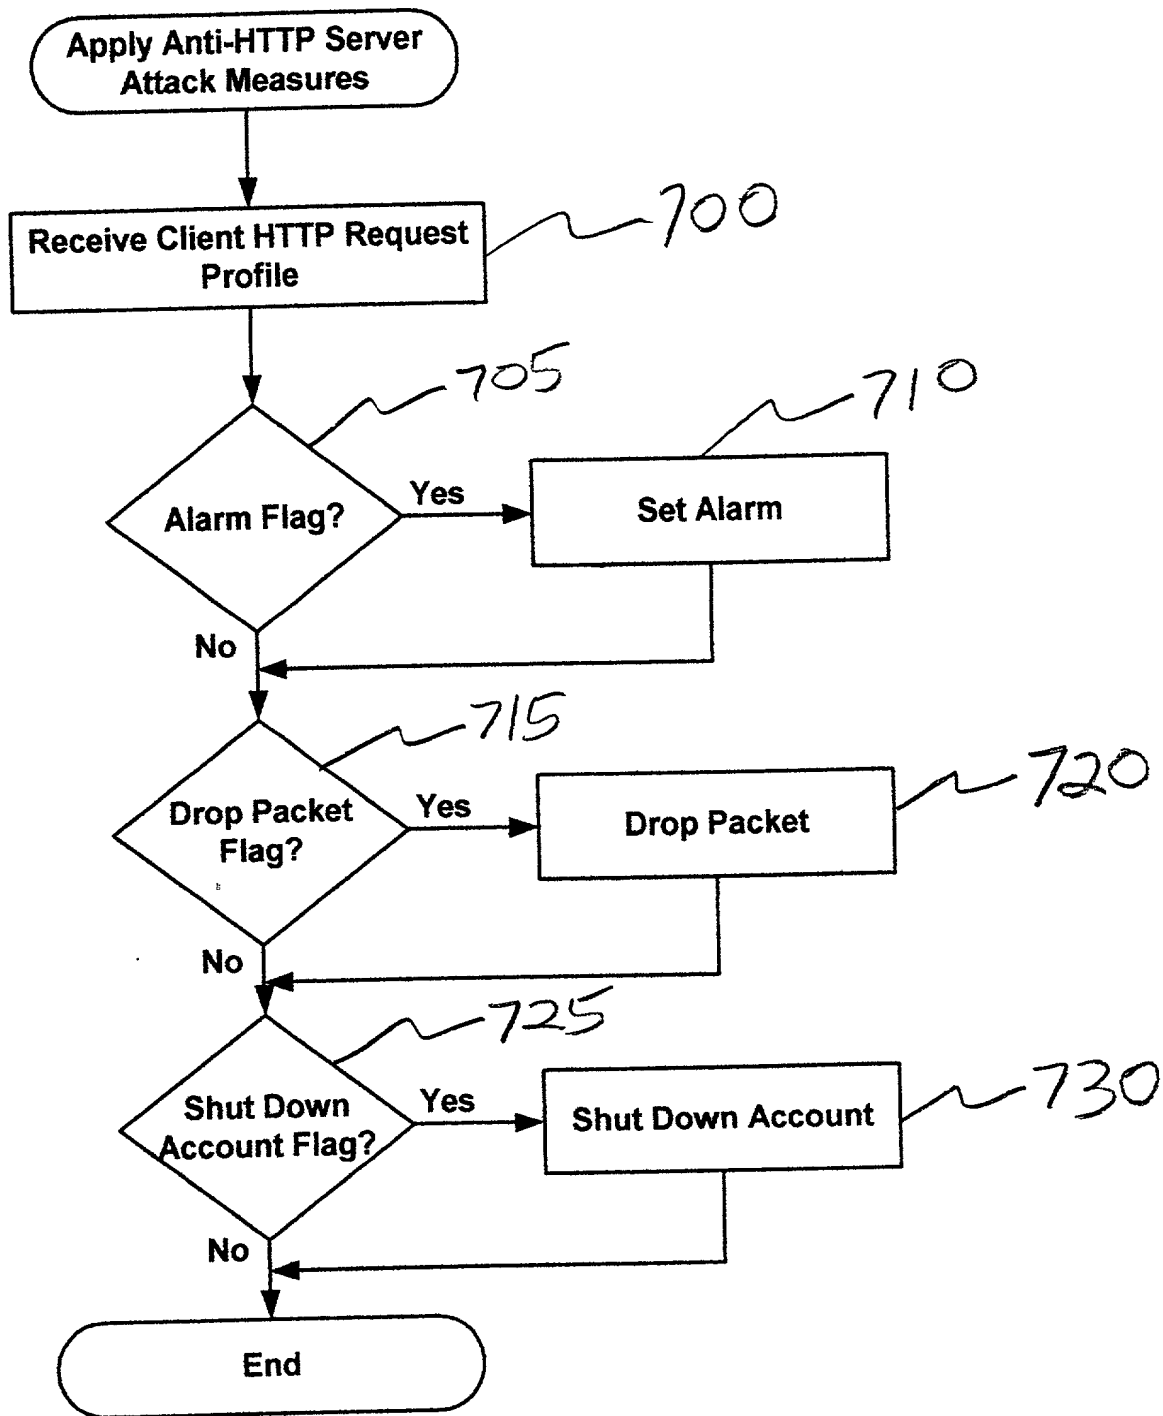 Apply Anti-HTTP Server
Attack Measures
Receive Client HTTP Request
Profile
700
705
710
Alarm Flag?
Yes
Set Alarm
No
715
720
Drop Packet
Flag?
Yes
Drop Packet
No
725
730
Shut Down
Account Flag?
Yes
Shut Down Account
No
End